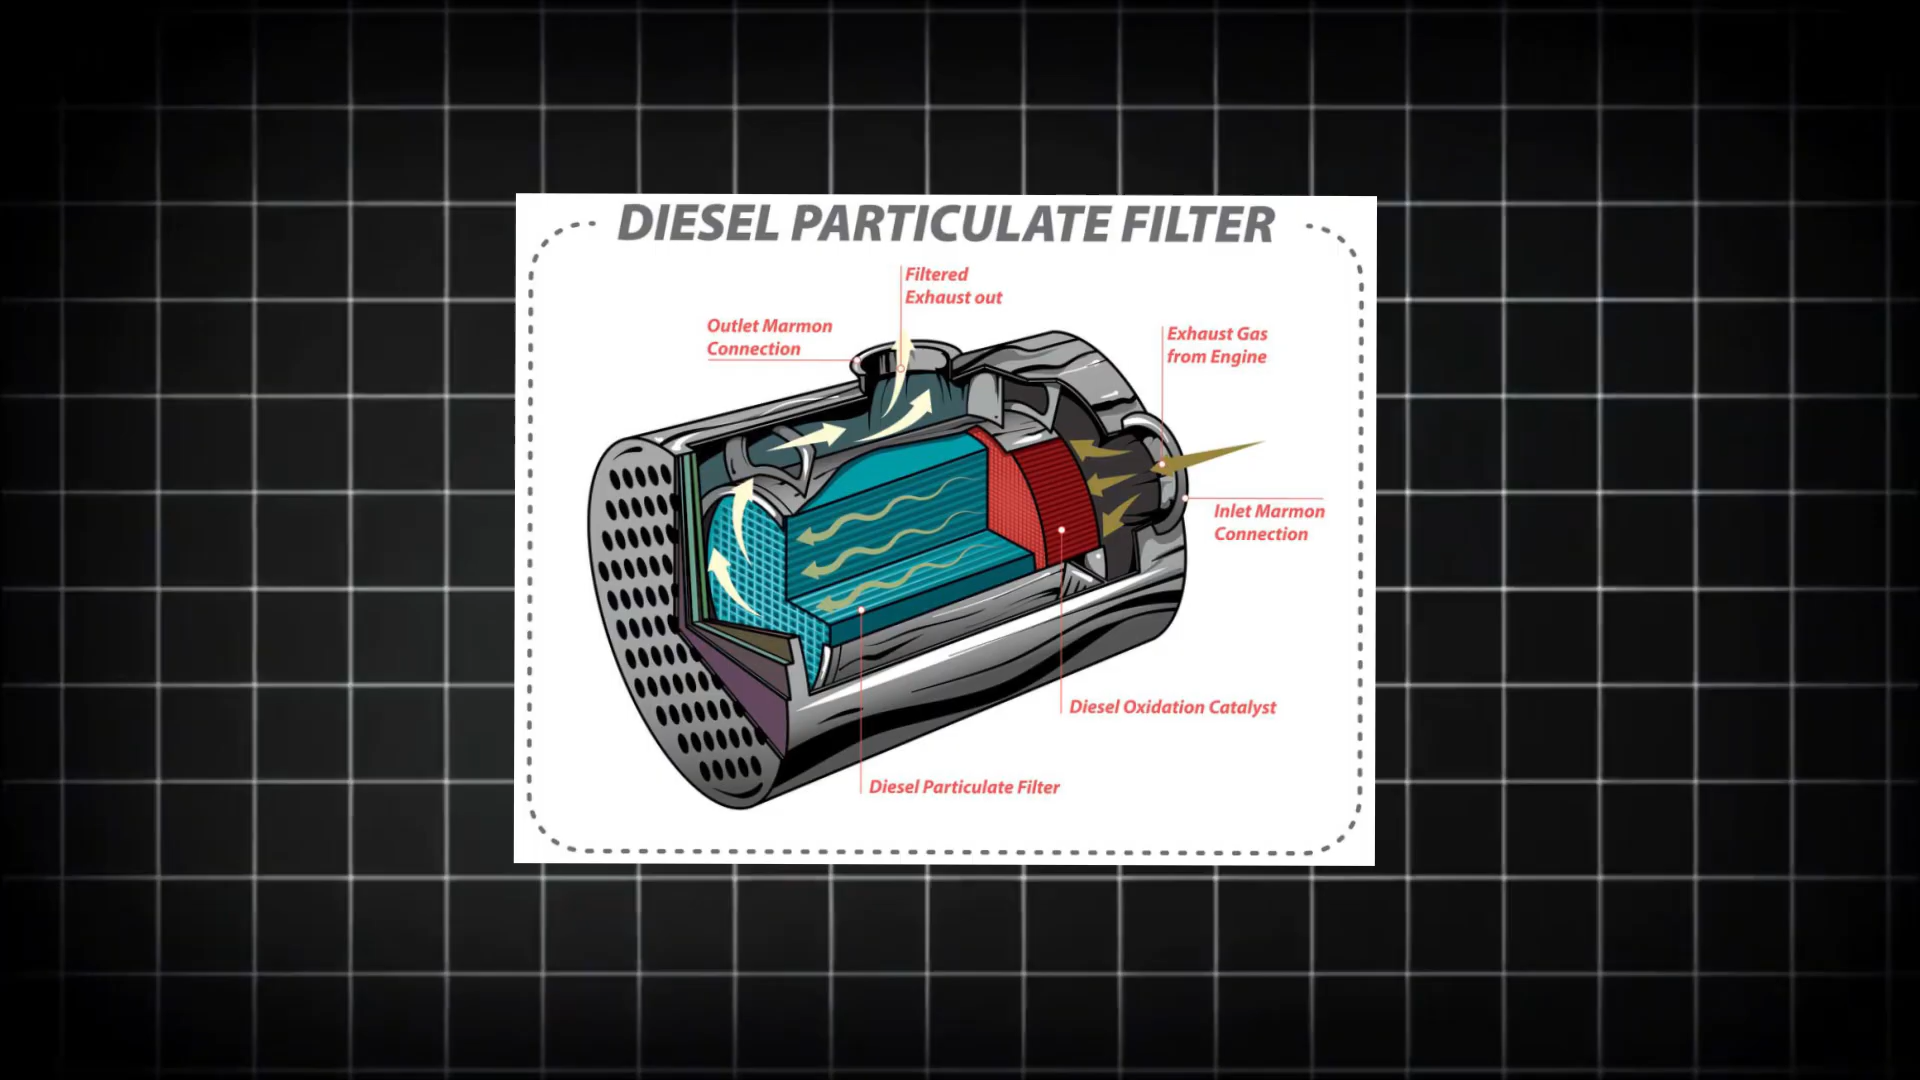 DIESEL PARTICULATE FILTER
Filtered
Exhaust out
Outlet Marmon
Connection
Exhaust Gas
from Engine
Inlet Marmon
Connection
Diesel Oxidation Catalyst
Diesel Particulate Filter